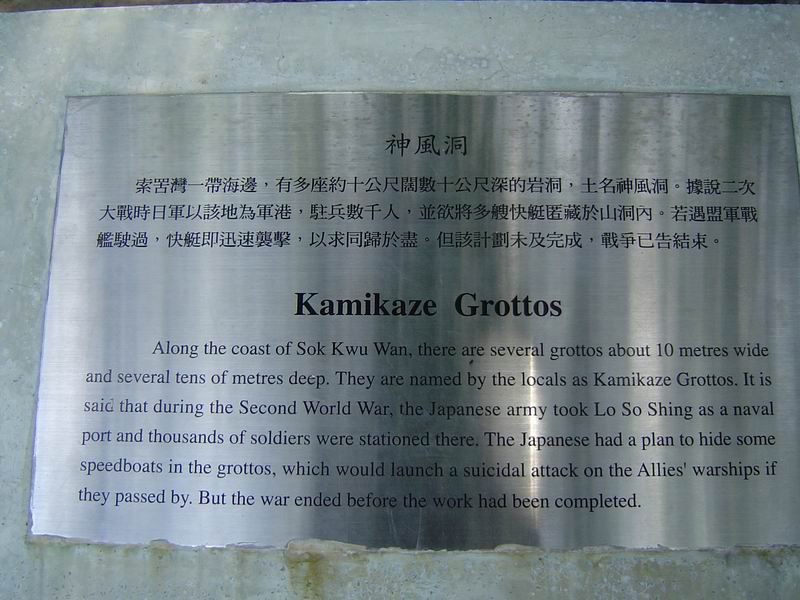 神風洞
索罟灣一帶海邊，有多座約十公尺闊數十公尺深的岩洞，土名神風洞。據說二次
大戰時日軍以該地為軍港，駐兵數千人，並欲將多艘快艇匿藏於山洞內。若遇盟軍戰
艦駛過，快艇即迅速襲擊，以求同歸於盡。但該計劃未及完成，戰爭已告結束。
Kamikaze Grottos
Along the coast of Sok Kwu Wan, there are several grottos about 10 metres wide
and several tens of metres deep. They are named by the locals as Kamikaze Grottos. It is
said that during the Second World War, the Japanese army took Lo So Shing as a naval
port and thousands of soldiers were stationed there. The Japanese had a plan to hide some
speedboats in the grottos, which would launch a suicidal attack on the Allies' warships if
they passed by. But the war ended before the work had been completed.